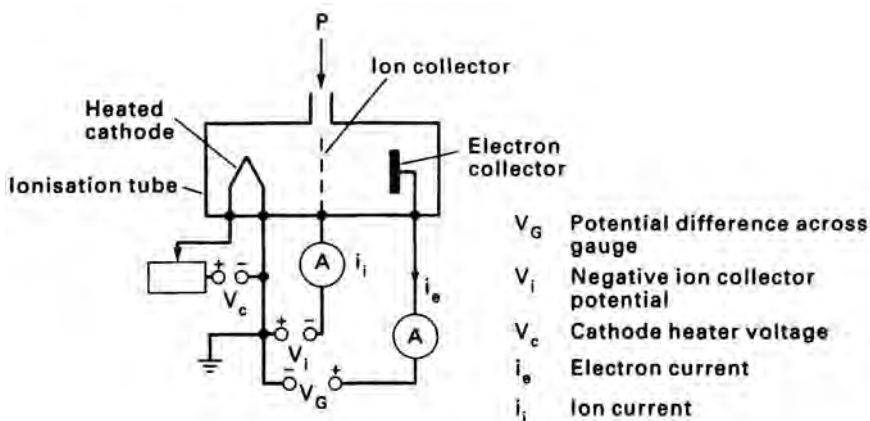 P
Ion collector
Heated
cathode
Electron
collector
Ionisation tube
A
i_i
+ −
V_c
i_e
A
+ −
V_i
− +
V_G
V_G Potential difference across
gauge
V_i Negative ion collector
potential
V_c Cathode heater voltage
i_e Electron current
i_i Ion current